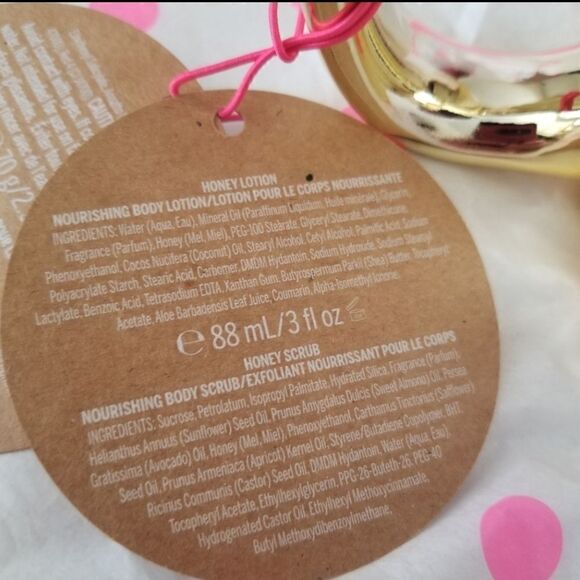 HONEY LOTION
NOURISHING BODY LOTION/LOTION POUR LE CORPS NOURRISSANTE
INGREDIENTS: Water (Aqua, Eau), Mineral Oil (Paraffinum Liquidum, Huile minérale), Glycerin,
Fragrance (Parfum), Honey (Mel, Miel), PEG-100 Stearate, Glyceryl Stearate, Dimethicone,
Phenoxyethanol, Cocos Nucifera (Coconut) Oil, Stearyl Alcohol, Cetyl Alcohol, Palmitic Acid, Sodium
Polyacrylate Starch, Stearic Acid, Carbomer, DMDM Hydantoin, Sodium Hydroxide, Sodium Stearoyl
Lactylate, Benzoic Acid, Tetrasodium EDTA, Xanthan Gum, Butyrospermum Parkii (Shea) Butter, Tocopheryl
Acetate, Aloe Barbadensis Leaf Juice, Coumarin, Alpha-Isomethyl Ionone.
℮ 88 mL/3 fl oz
HONEY SCRUB
NOURISHING BODY SCRUB/EXFOLIANT NOURRISSANT POUR LE CORPS
INGREDIENTS: Sucrose, Petrolatum, Isopropyl Palmitate, Hydrated Silica, Fragrance (Parfum),
Helianthus Annuus (Sunflower) Seed Oil, Prunus Amygdalus Dulcis (Sweet Almond) Oil, Persea
Gratissima (Avocado) Oil, Honey (Mel, Miel), Phenoxyethanol, Carthamus Tinctorius (Safflower)
Seed Oil, Prunus Armeniaca (Apricot) Kernel Oil, Styrene/Butadiene Copolymer, BHT,
Ricinus Communis (Castor) Seed Oil, DMDM Hydantoin, Water (Aqua, Eau),
Tocopheryl Acetate, Ethylhexylglycerin, PPG-26-Buteth-26, PEG-40
Hydrogenated Castor Oil, Ethylhexyl Methoxycinnamate,
Butyl Methoxydibenzoylmethane.